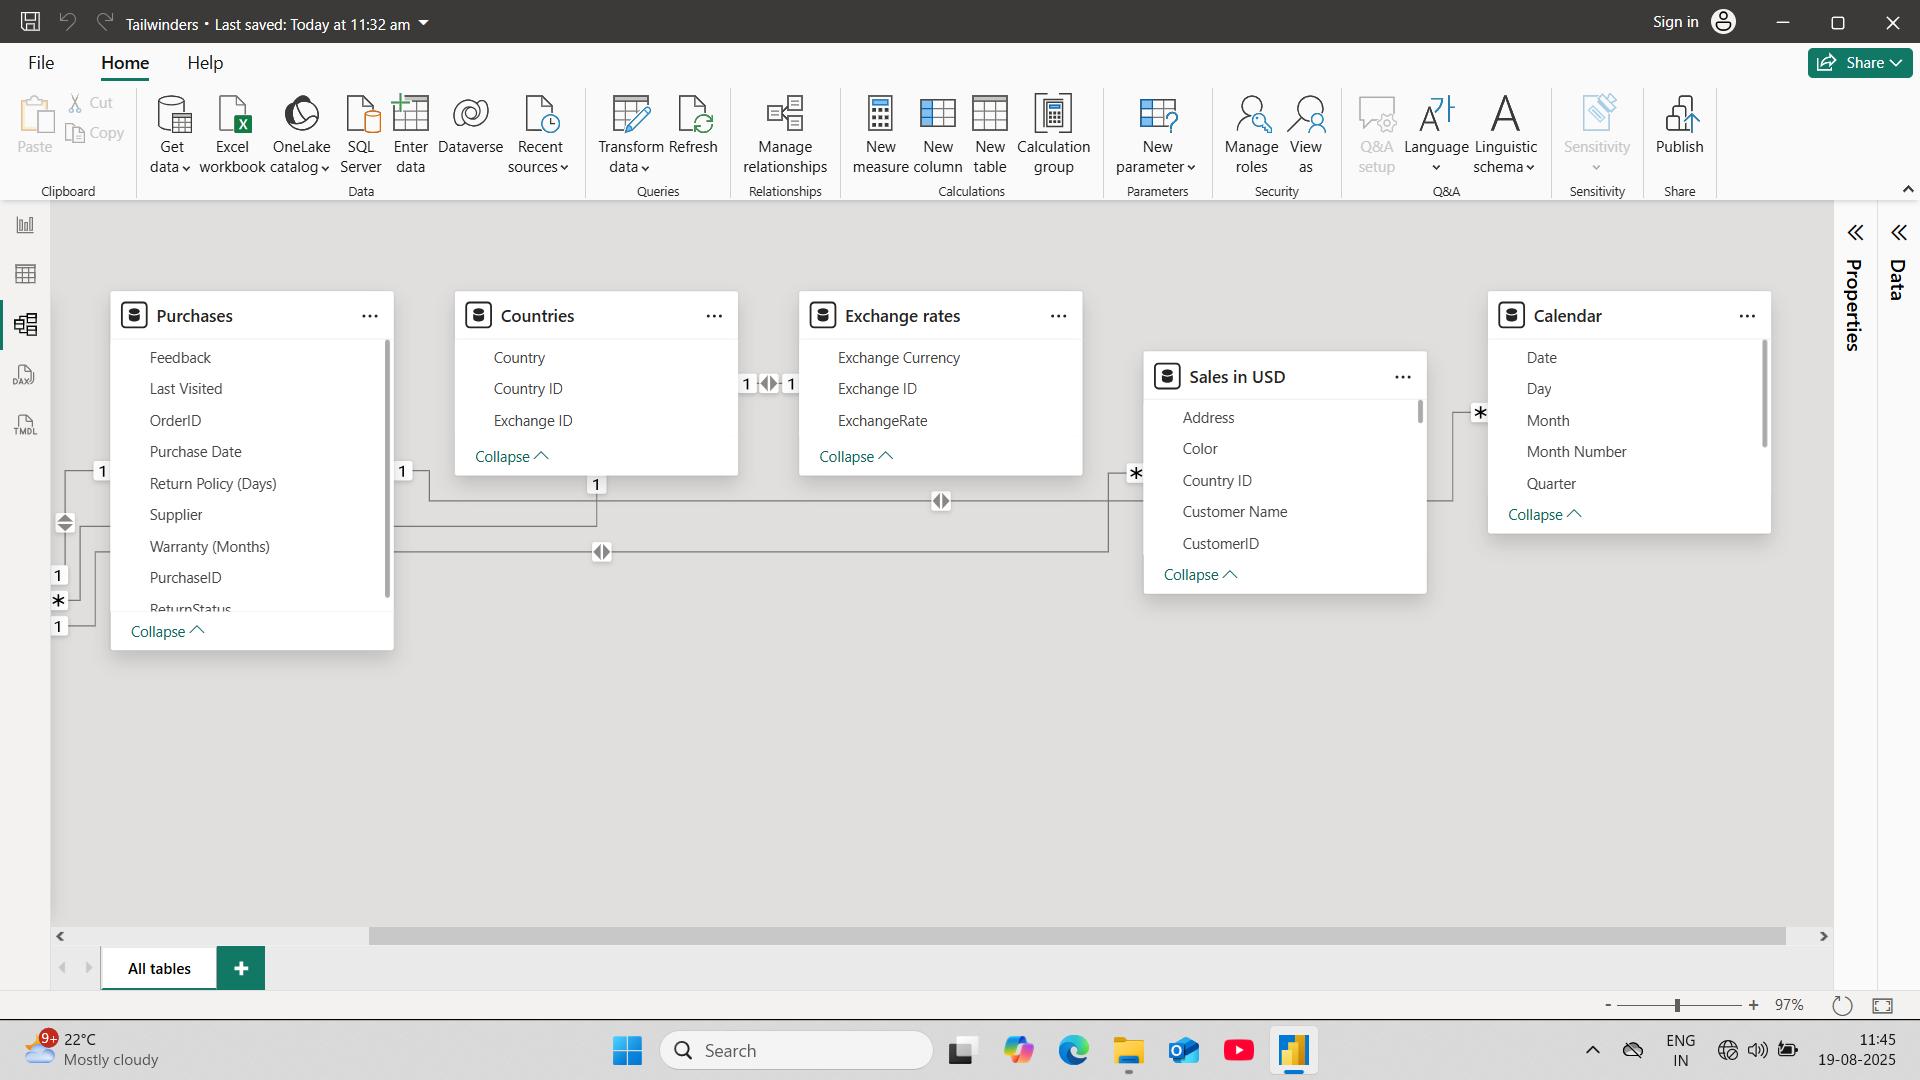 Tailwinders • Last saved: Today at 11:32 am
Sign in
File
Home
Help
Share
Paste
Cut
Copy
Clipboard
Get data
Excel workbook
OneLake catalog
SQL Server
Enter data
Dataverse
Recent sources
Data
Transform data
Refresh
Queries
Manage relationships
Relationships
New measure
New column
New table
Calculation group
Calculations
New parameter
Parameters
Manage roles
View as
Security
Q&A setup
Language
Linguistic schema
Q&A
Sensitivity
Sensitivity
Publish
Share
DAX
TMDL
Purchases
Feedback
Last Visited
OrderID
Purchase Date
Return Policy (Days)
Supplier
Warranty (Months)
PurchaseID
ReturnStatus
Collapse
1
1
1
*
1
Countries
Country
Country ID
Exchange ID
Collapse
1
1
1
Exchange rates
Exchange Currency
Exchange ID
ExchangeRate
Collapse
*
Sales in USD
Address
Color
Country ID
Customer Name
CustomerID
Collapse
*
Calendar
Date
Day
Month
Month Number
Quarter
Collapse
Properties
Data
All tables
+
- + 97%
9+
22°C
Mostly cloudy
Search
ENG
IN
11:45
19-08-2025